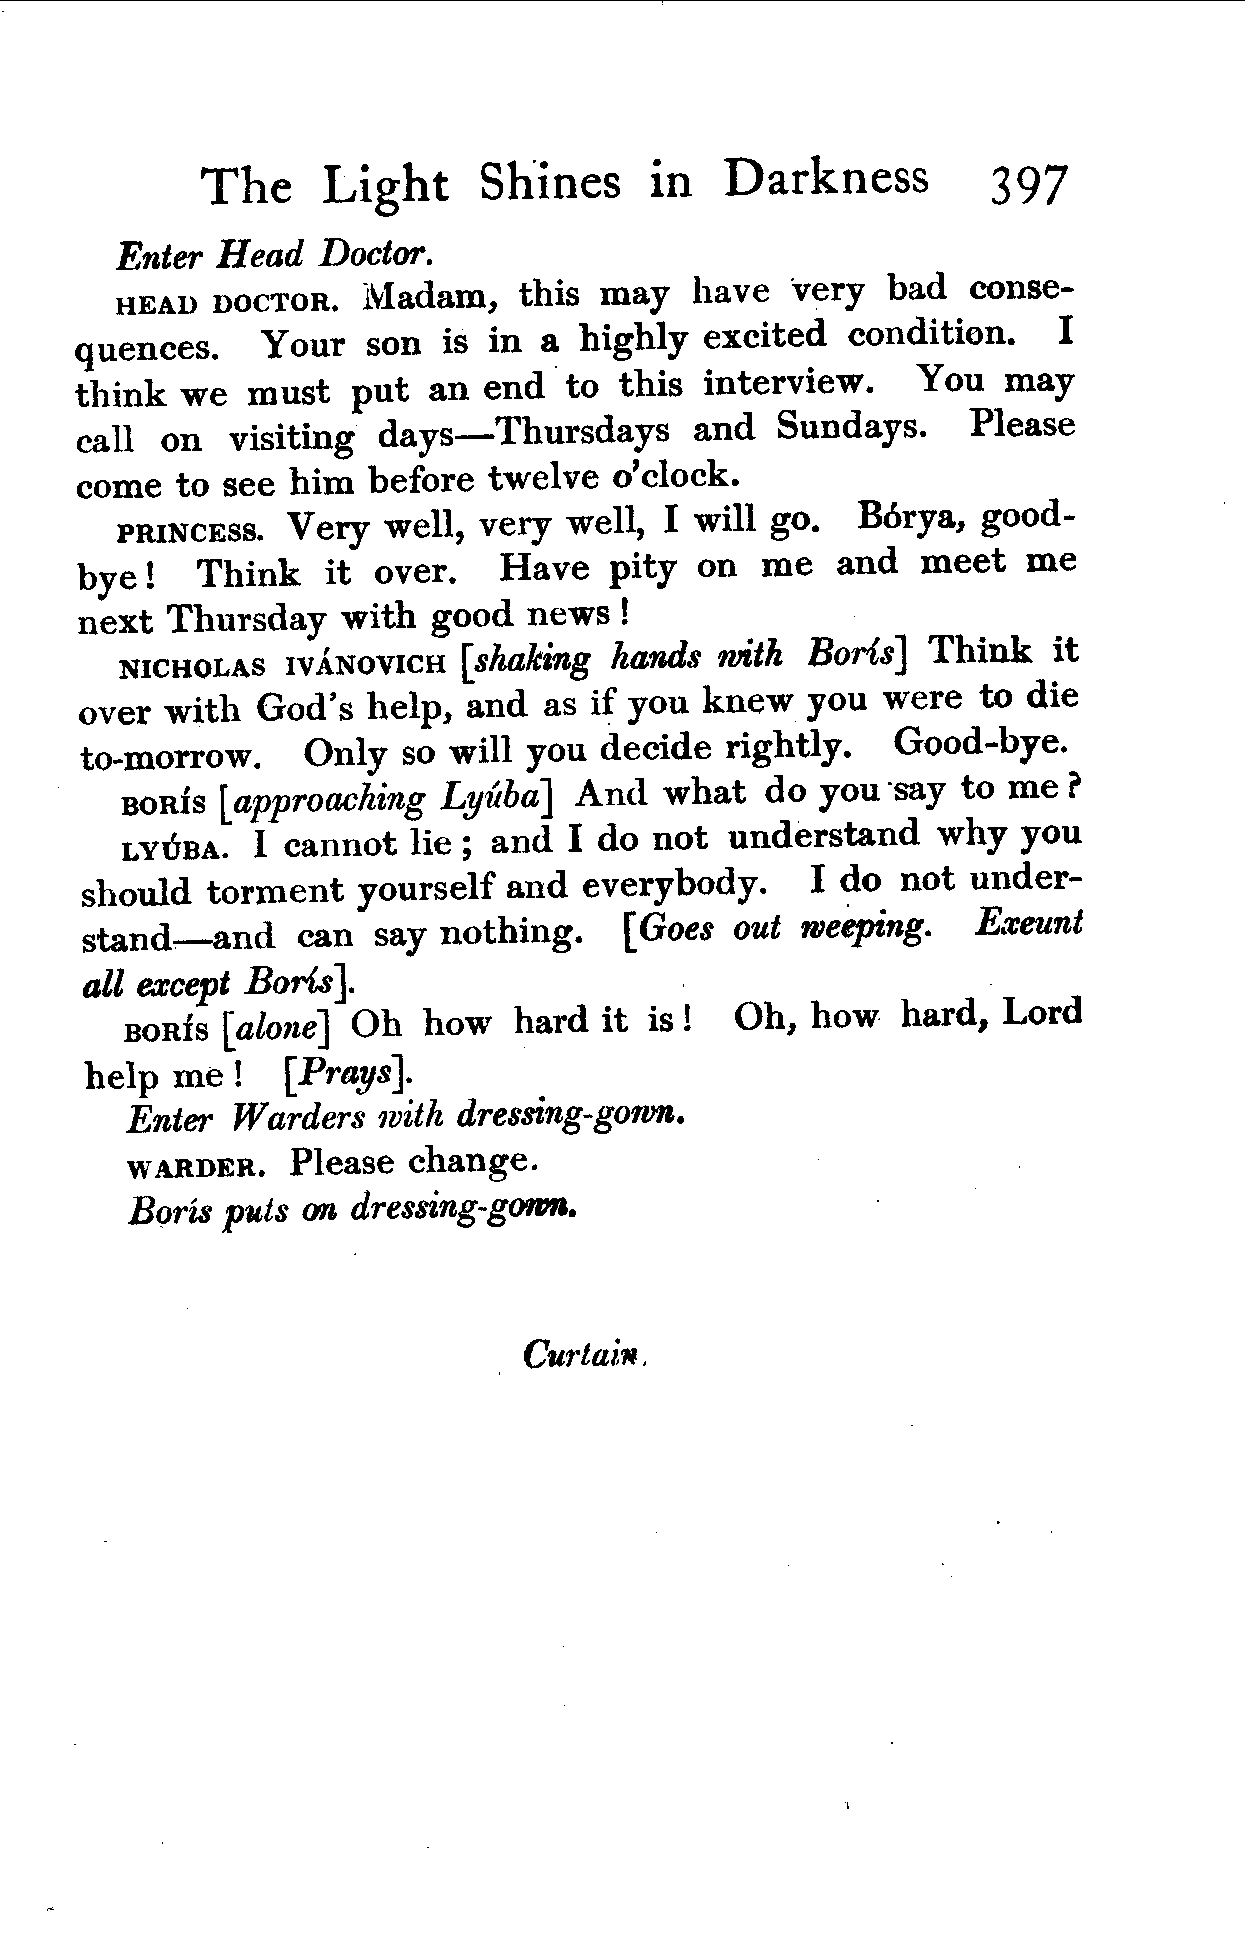 The Light Shines in Darkness 397
Enter Head Doctor.
HEAD DOCTOR. Madam, this may have very bad conse-
quences. Your son is in a highly excited condition. I
think we must put an end to this interview. You may
call on visiting days—Thursdays and Sundays. Please
come to see him before twelve o'clock.
PRINCESS. Very well, very well, I will go. Bórya, good-
bye! Think it over. Have pity on me and meet me
next Thursday with good news!
NICHOLAS IVÁNOVICH [shaking hands with Borís] Think it
over with God's help, and as if you knew you were to die
to-morrow. Only so will you decide rightly. Good-bye.
BORÍS [approaching Lyúba] And what do you say to me?
LYÚBA. I cannot lie; and I do not understand why you
should torment yourself and everybody. I do not under-
stand—and can say nothing. [Goes out weeping. Exeunt
all except Borís].
BORÍS [alone] Oh how hard it is! Oh, how hard, Lord
help me! [Prays].
Enter Warders with dressing-gown.
WARDER. Please change.
Borís puts on dressing-gown.
Curtain.